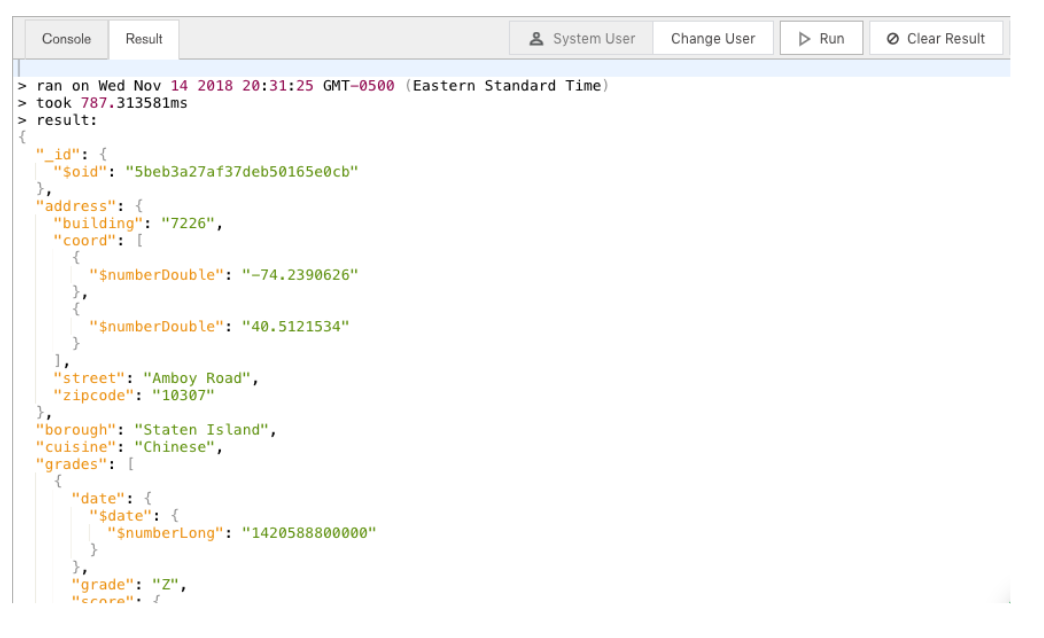 Console Result System User Change User Run Clear Result
> ran on Wed Nov 14 2018 20:31:25 GMT-0500 (Eastern Standard Time)
> took 787.313581ms
> result:
{
  "_id": {
    "$oid": "5beb3a27af37deb50165e0cb"
  },
  "address": {
    "building": "7226",
    "coord": [
      {
        "$numberDouble": "-74.2390626"
      },
      {
        "$numberDouble": "40.5121534"
      }
    ],
    "street": "Amboy Road",
    "zipcode": "10307"
  },
  "borough": "Staten Island",
  "cuisine": "Chinese",
  "grades": [
    {
      "date": {
        "$date": {
          "$numberLong": "1420588800000"
        }
      },
      "grade": "Z",
      "score": {